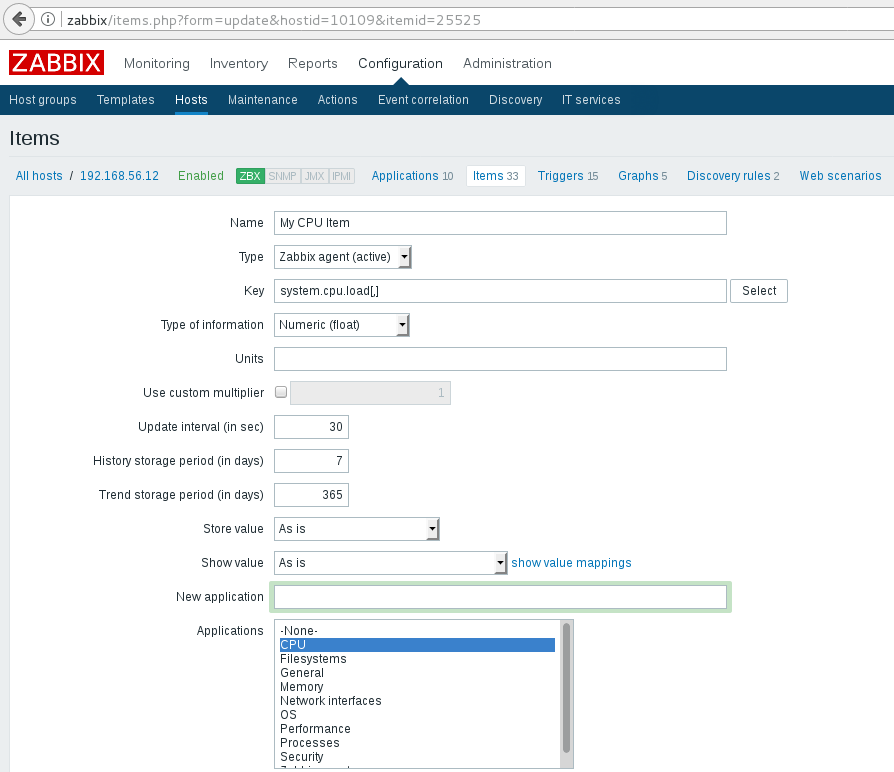 zabbix/items.php?form=update&hostid=10109&itemid=25525
ZABBIX Monitoring Inventory Reports Configuration Administration
Host groups Templates Hosts Maintenance Actions Event correlation Discovery IT services
Items
All hosts / 192.168.56.12 Enabled ZBX SNMP JMX IPMI Applications 10 Items 33 Triggers 15 Graphs 5 Discovery rules 2 Web scenarios
Name My CPU Item
Type Zabbix agent (active)
Key system.cpu.load[,] Select
Type of information Numeric (float)
Units
Use custom multiplier 1
Update interval (in sec) 30
History storage period (in days) 7
Trend storage period (in days) 365
Store value As is
Show value As is show value mappings
New application
Applications -None-
CPU
Filesystems
General
Memory
Network interfaces
OS
Performance
Processes
Security